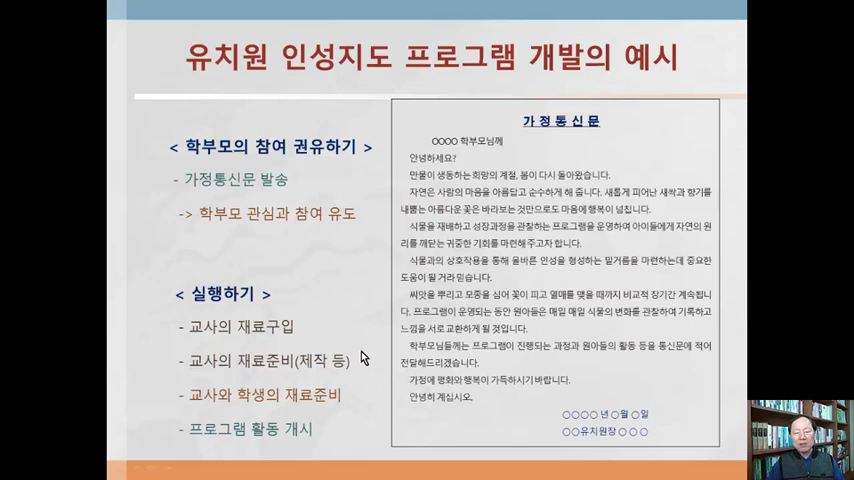 유치원 인성지도 프로그램 개발의 예시
< 학부모의 참여 권유하기 >
- 가정통신문 발송
-> 학부모 관심과 참여 유도
< 실행하기 >
- 교사의 재료구입
- 교사의 재료준비(제작 등)
- 교사와 학생의 재료준비
- 프로그램 활동 개시
가 정 통 신 문
OOOO 학부모님께
안녕하세요?
만물이 생동하는 희망의 계절, 봄이 다시 돌아왔습니다.
자연은 사람의 마음을 아름답고 순수하게 해 줍니다. 새롭게 피어난 새싹과 향기를
내뿜는 아름다운 꽃은 바라보는 것만으로도 마음에 행복이 넘칩니다.
식물을 재배하고 성장과정을 관찰하는 프로그램을 운영하여 아이들에게 자연의 원
리를 깨닫는 귀중한 기회를 마련해 주고자 합니다.
식물과의 상호작용을 통해 올바른 인성을 형성하는 밑거름을 마련하는데 중요한
도움이 될 거라 믿습니다.
씨앗을 뿌리고 모종을 심어 꽃이 피고 열매를 맺을 때까지 비교적 장기간 계속됩니
다. 프로그램이 운영되는 동안 원아들은 매일 매일 식물의 변화를 관찰하여 기록하고
느낌을 서로 교환하게 될 것입니다.
학부모님들께는 프로그램이 진행되는 과정과 원아들의 활동 등을 통신문에 적어
전달해드리겠습니다.
가정에 평화와 행복이 가득하시기 바랍니다.
안녕히 계십시오.
○○○○ 년 ○월 ○일
○○유치원장 ○ ○ ○